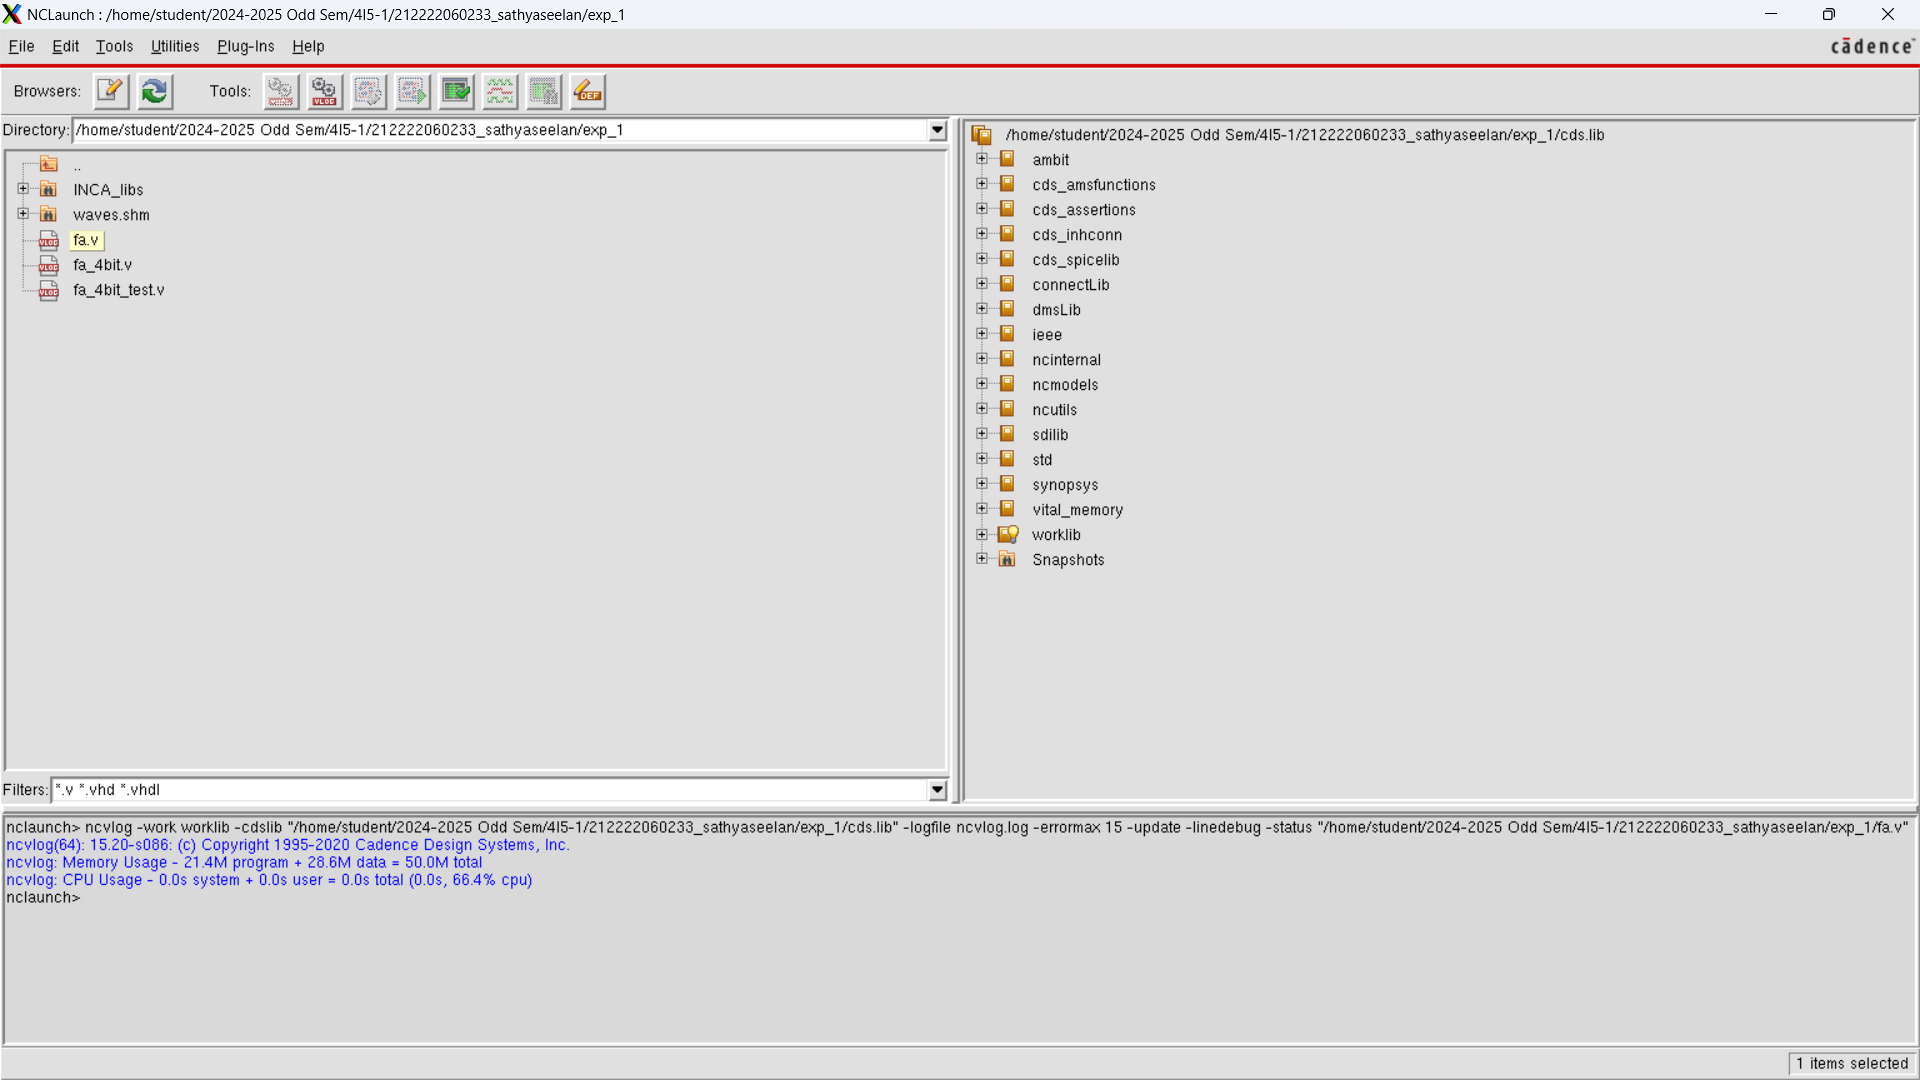 NCLaunch : /home/student/2024-2025 Odd Sem/4I5-1/212222060233_sathyaseelan/exp_1
File Edit Tools Utilities Plug-Ins Help
cādence
Browsers: Tools:
VLOG
DEF
Directory: /home/student/2024-2025 Odd Sem/4I5-1/212222060233_sathyaseelan/exp_1
..
INCA_libs
waves.shm
VLOG fa.v
VLOG fa_4bit.v
VLOG fa_4bit_test.v
Filters: *.v *.vhd *.vhdl
/home/student/2024-2025 Odd Sem/4I5-1/212222060233_sathyaseelan/exp_1/cds.lib
ambit
cds_amsfunctions
cds_assertions
cds_inhconn
cds_spicelib
connectLib
dmsLib
ieee
ncinternal
ncmodels
ncutils
sdilib
std
synopsys
vital_memory
worklib
Snapshots
nclaunch> ncvlog -work worklib -cdslib "/home/student/2024-2025 Odd Sem/4I5-1/212222060233_sathyaseelan/exp_1/cds.lib" -logfile ncvlog.log -errormax 15 -update -linedebug -status "/home/student/2024-2025 Odd Sem/4I5-1/212222060233_sathyaseelan/exp_1/fa.v"
ncvlog(64): 15.20-s086: (c) Copyright 1995-2020 Cadence Design Systems, Inc.
ncvlog: Memory Usage - 21.4M program + 28.6M data = 50.0M total
ncvlog: CPU Usage - 0.0s system + 0.0s user = 0.0s total (0.0s, 66.4% cpu)
nclaunch>
1 items selected